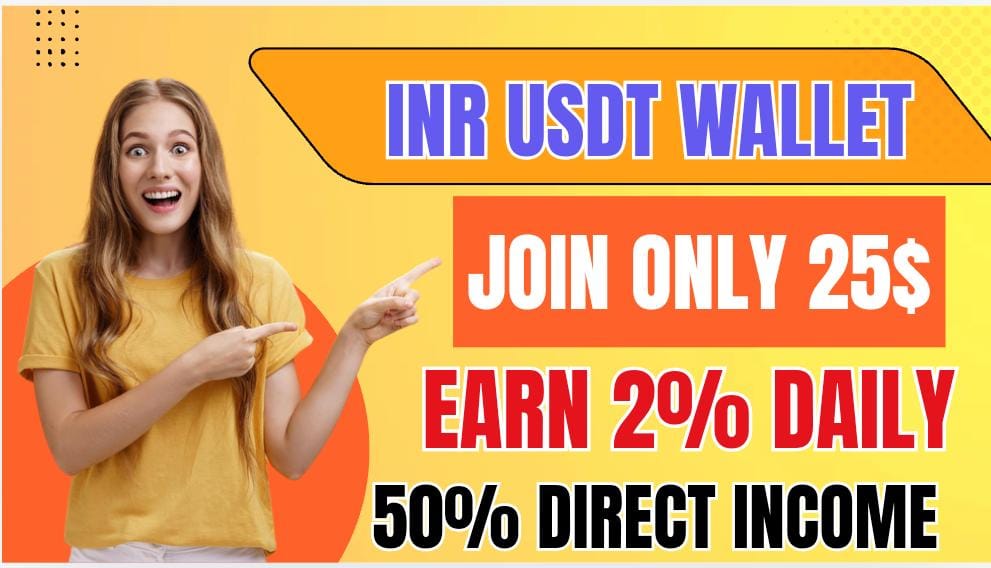 INR USDT WALLET
JOIN ONLY 25$
EARN 2% DAILY
50% DIRECT INCOME